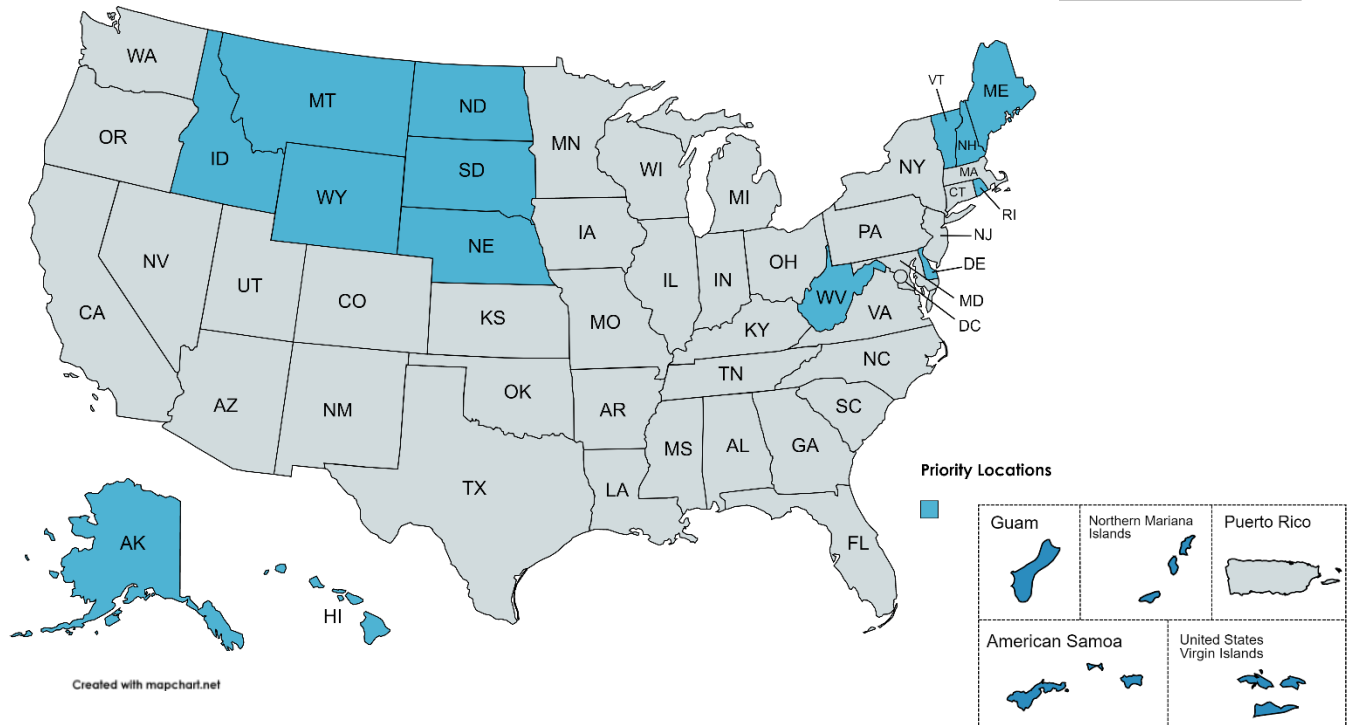 WA
MT
ND
MN
VT
ME
OR
ID
SD
WI
NH
NY
MA
WY
MI
CT
RI
NE
IA
PA
NJ
NV
OH
DE
UT
IL
IN
CA
CO
WV
MD
KS
MO
VA
DC
KY
NC
TN
OK
AZ
NM
AR
SC
MS
AL
GA
TX
LA
Priority Locations
FL
AK
HI
Guam
Northern Mariana
Islands
Puerto Rico
American Samoa
United States
Virgin Islands
Created with mapchart.net